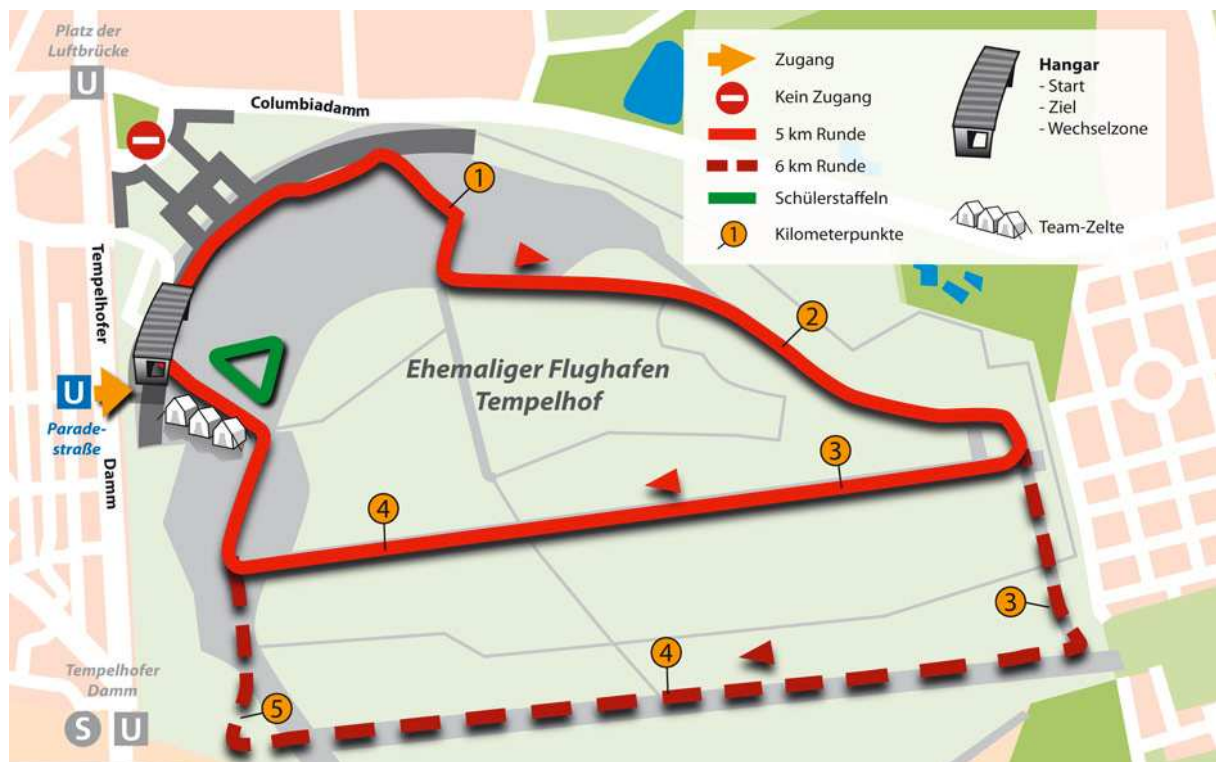 Platz der
Luftbrücke
U
Columbiadamm
Tempelhofer
Damm
U
Parade-
straße
Ehemaliger Flughafen
Tempelhof
1
2
3
4
3
4
5
Tempelhofer
Damm
S U
Zugang
Kein Zugang
5 km Runde
6 km Runde
Schülerstaffeln
1 Kilometerpunkte
Hangar
- Start
- Ziel
- Wechselzone
Team-Zelte